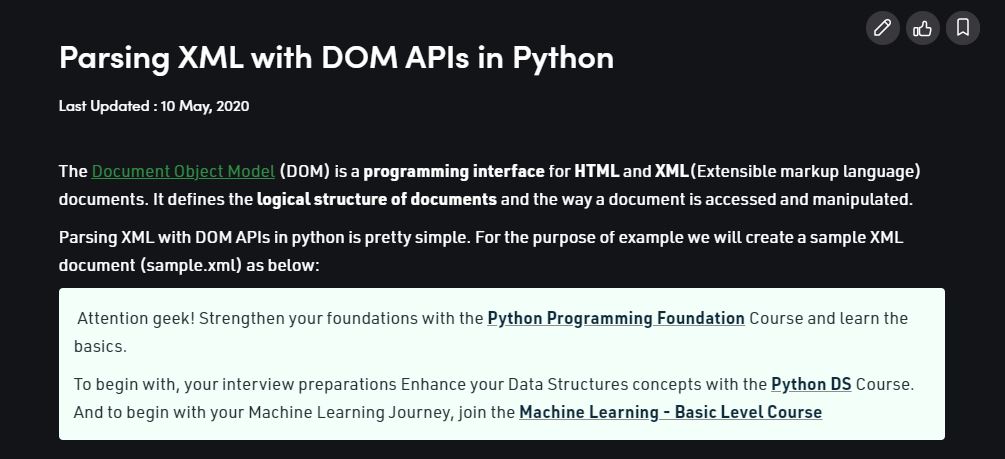 Parsing XML with DOM APIs in Python
Last Updated : 10 May, 2020
The Document Object Model (DOM) is a programming interface for HTML and XML(Extensible markup language)
documents. It defines the logical structure of documents and the way a document is accessed and manipulated.
Parsing XML with DOM APIs in python is pretty simple. For the purpose of example we will create a sample XML
document (sample.xml) as below:
Attention geek! Strengthen your foundations with the Python Programming Foundation Course and learn the
basics.
To begin with, your interview preparations Enhance your Data Structures concepts with the Python DS Course.
And to begin with your Machine Learning Journey, join the Machine Learning - Basic Level Course